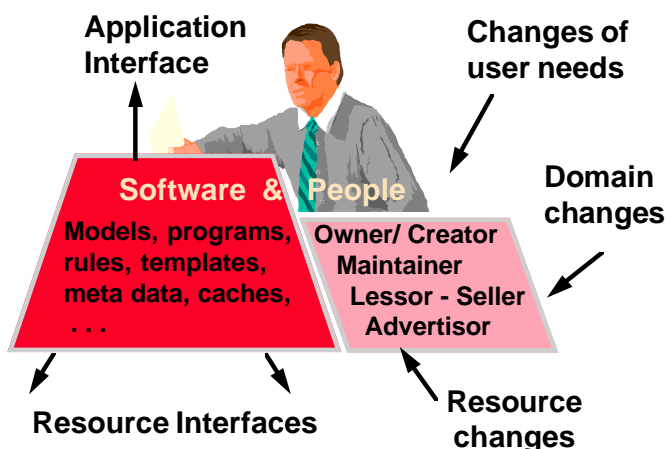 Application
Interface
Changes of
user needs
Software & People
Domain
changes
Models, programs,
rules, templates,
meta data, caches,
. . .
Owner/ Creator
Maintainer
Lessor - Seller
Advertisor
Resource Interfaces
Resource
changes